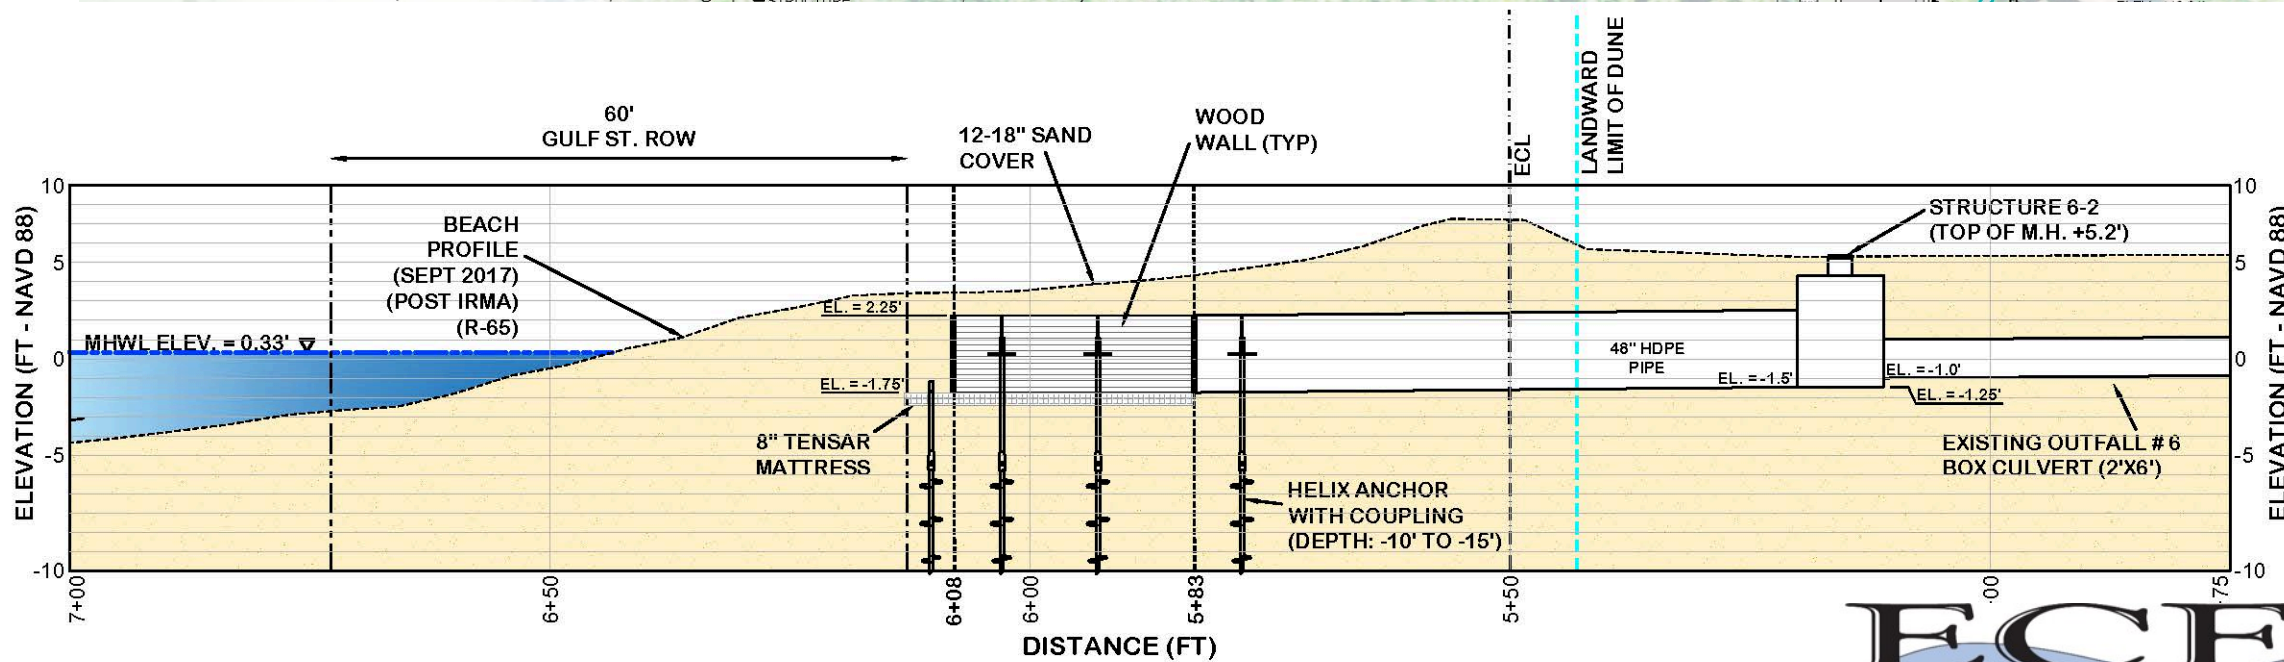 60'
GULF ST. ROW
12-18" SAND
COVER
WOOD
WALL (TYP)
ECL
LANDWARD
LIMIT OF DUNE
ELEVATION (FT - NAVD 88)
10
5
0
-5
-10
BEACH
PROFILE
(SEPT 2017)
(POST IRMA)
(R-65)
MHWL ELEV. = 0.33'
EL. = 2.25'
EL. = -1.75'
8" TENSAR
MATTRESS
HELIX ANCHOR
WITH COUPLING
(DEPTH: -10' TO -15')
48" HDPE
PIPE
EL. = -1.5'
EL. = -1.0'
EL. = -1.25'
STRUCTURE 6-2
(TOP OF M.H. +5.2')
EXISTING OUTFALL # 6
BOX CULVERT (2'X6')
10
5
0
-5
-10
ELEVATION (FT - NAVD 88)
7+00
6+50
6+08
6+00
5+83
5+50
00
75
DISTANCE (FT)
ECE